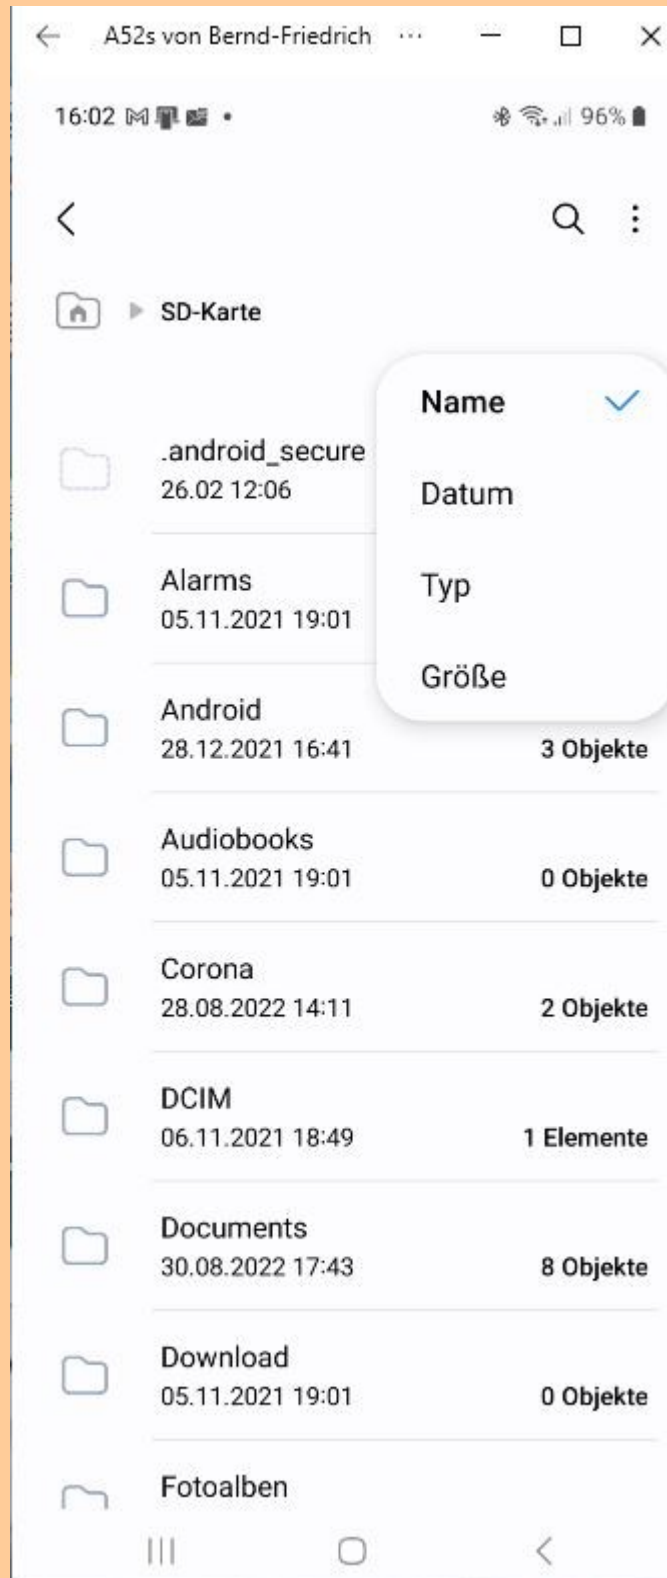 A52s von Bernd-Friedrich ...
16:02 96%
SD-Karte
Name
Datum
Typ
Größe
.android_secure
26.02 12:06
Alarms
05.11.2021 19:01
Android
28.12.2021 16:41 3 Objekte
Audiobooks
05.11.2021 19:01 0 Objekte
Corona
28.08.2022 14:11 2 Objekte
DCIM
06.11.2021 18:49 1 Elemente
Documents
30.08.2022 17:43 8 Objekte
Download
05.11.2021 19:01 0 Objekte
Fotoalben